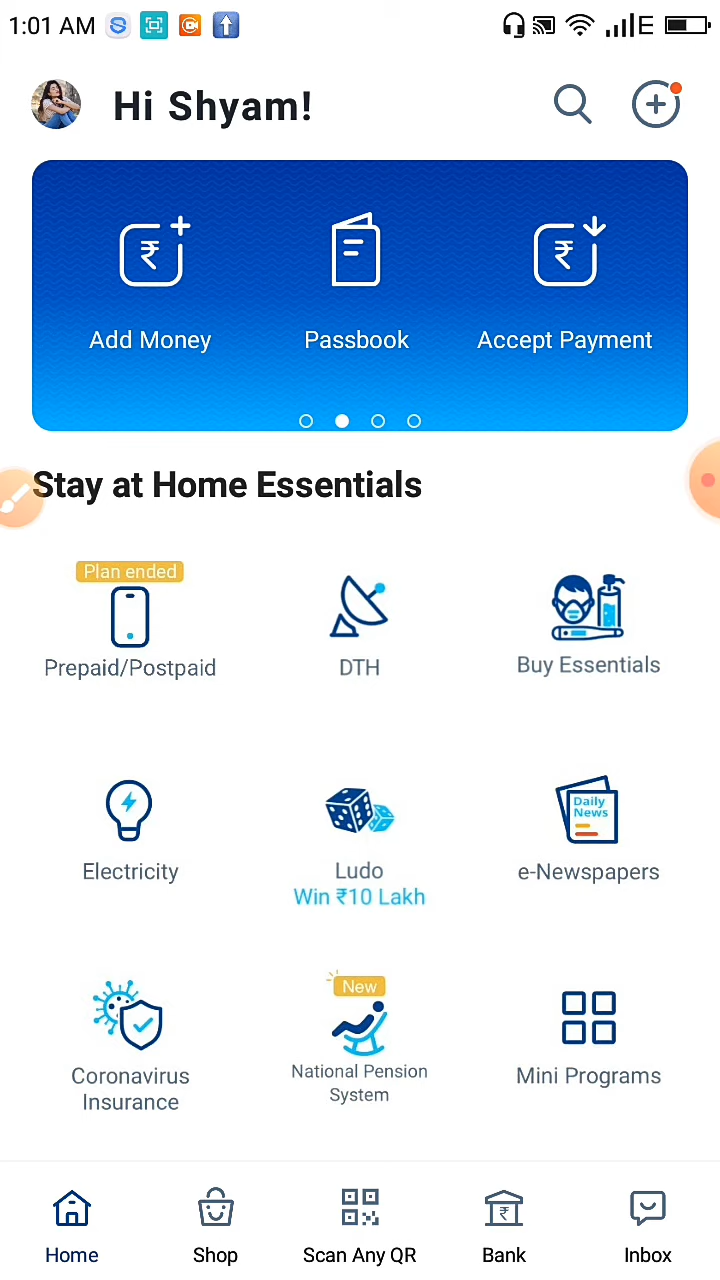 1:01 AM
E
Hi Shyam!
₹
₹
Add Money
Passbook
Accept Payment
Stay at Home Essentials
Plan ended
Prepaid/Postpaid
DTH
Buy Essentials
Daily
News
Electricity
Ludo
e-Newspapers
Win ₹10 Lakh
New
Coronavirus
Insurance
National Pension
System
Mini Programs
₹
Home
Shop
Scan Any QR
Bank
Inbox